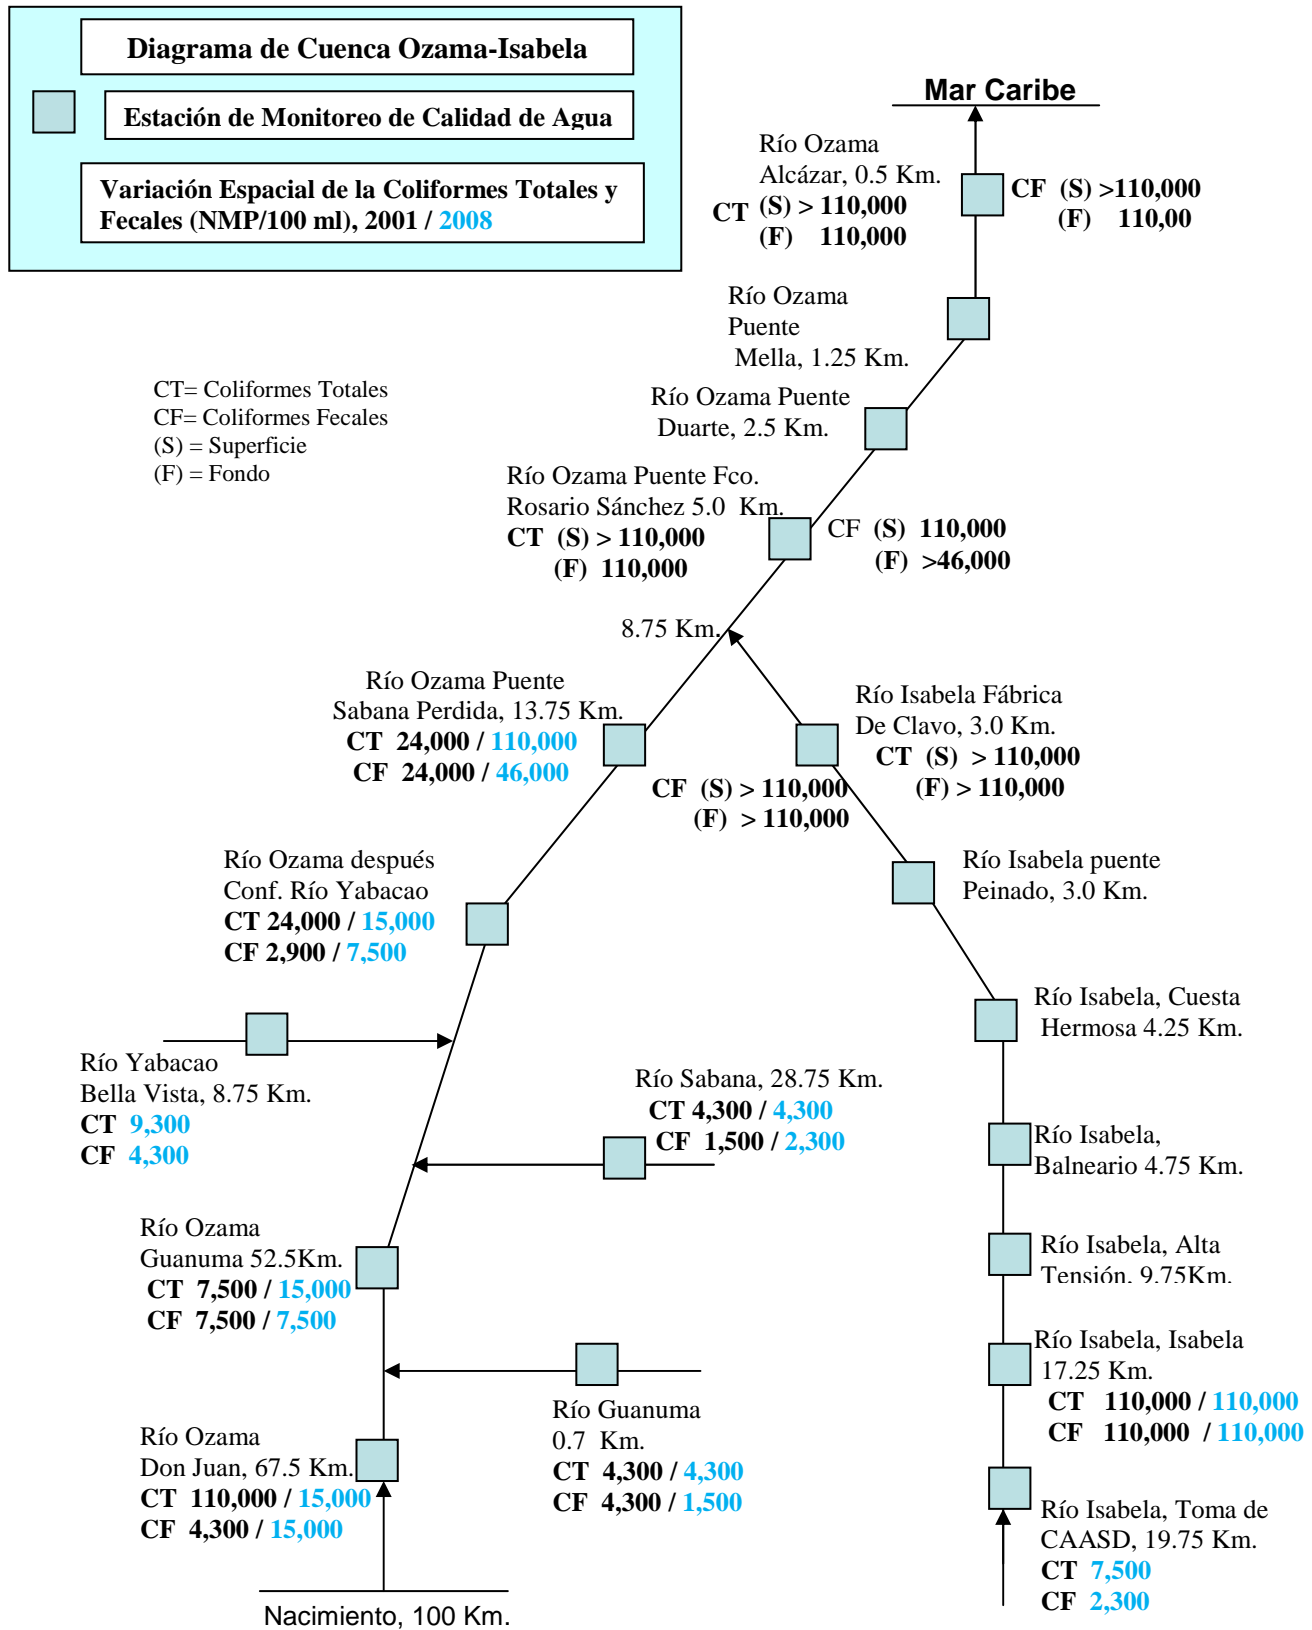 Diagrama de Cuenca Ozama-Isabela
Estación de Monitoreo de Calidad de Agua
Variación Espacial de la Coliformes Totales y
Fecales (NMP/100 ml), 2001 / 2008
Mar Caribe
Río Ozama
Alcázar, 0.5 Km.
CT (S) > 110,000
(F) 110,000
CF (S) >110,000
(F) 110,00
Río Ozama
Puente
Mella, 1.25 Km.
CT= Coliformes Totales
CF= Coliformes Fecales
(S) = Superficie
(F) = Fondo
Río Ozama Puente
Duarte, 2.5 Km.
Río Ozama Puente Fco.
Rosario Sánchez 5.0 Km.
CT (S) > 110,000
(F) 110,000
CF (S) 110,000
(F) >46,000
8.75 Km.
Río Ozama Puente
Sabana Perdida, 13.75 Km.
CT 24,000 / 110,000
CF 24,000 / 46,000
Río Isabela Fábrica
De Clavo, 3.0 Km.
CT (S) > 110,000
(F) > 110,000
CF (S) > 110,000
(F) > 110,000
Río Ozama después
Conf. Río Yabacao
CT 24,000 / 15,000
CF 2,900 / 7,500
Río Isabela puente
Peinado, 3.0 Km.
Río Isabela, Cuesta
Hermosa 4.25 Km.
Río Yabacao
Bella Vista, 8.75 Km.
CT 9,300
CF 4,300
Río Sabana, 28.75 Km.
CT 4,300 / 4,300
CF 1,500 / 2,300
Río Isabela,
Balneario 4.75 Km.
Río Ozama
Guanuma 52.5Km.
CT 7,500 / 15,000
CF 7,500 / 7,500
Río Isabela, Alta
Tensión, 9.75Km.
Río Isabela, Isabela
17.25 Km.
CT 110,000 / 110,000
CF 110,000 / 110,000
Río Ozama
Don Juan, 67.5 Km.
CT 110,000 / 15,000
CF 4,300 / 15,000
Río Guanuma
0.7 Km.
CT 4,300 / 4,300
CF 4,300 / 1,500
Río Isabela, Toma de
CAASD, 19.75 Km.
CT 7,500
CF 2,300
Nacimiento, 100 Km.